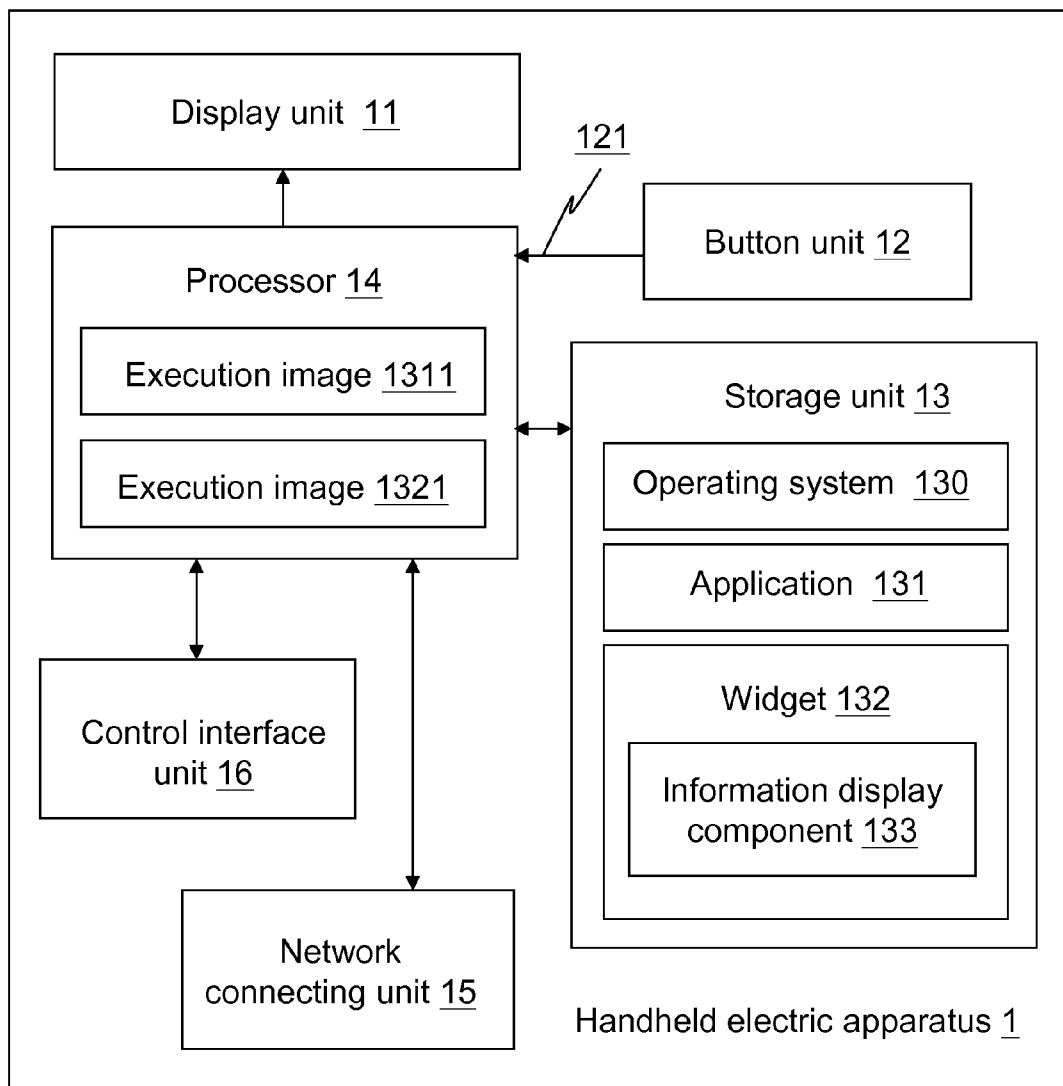 Display unit 11
121
Button unit 12
Processor 14
Execution image 1311
Execution image 1321
Storage unit 13
Operating system 130
Application 131
Widget 132
Information display
component 133
Control interface
unit 16
Network
connecting unit 15
Handheld electric apparatus 1